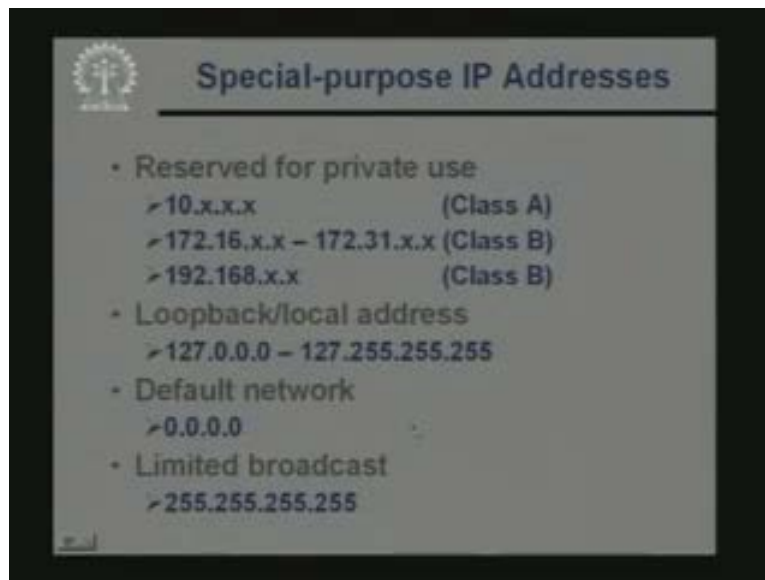 Special-purpose IP Addresses
• Reserved for private use
➢10.x.x.x (Class A)
➢172.16.x.x – 172.31.x.x (Class B)
➢192.168.x.x (Class B)
• Loopback/local address
➢127.0.0.0 – 127.255.255.255
• Default network
➢0.0.0.0
• Limited broadcast
➢255.255.255.255